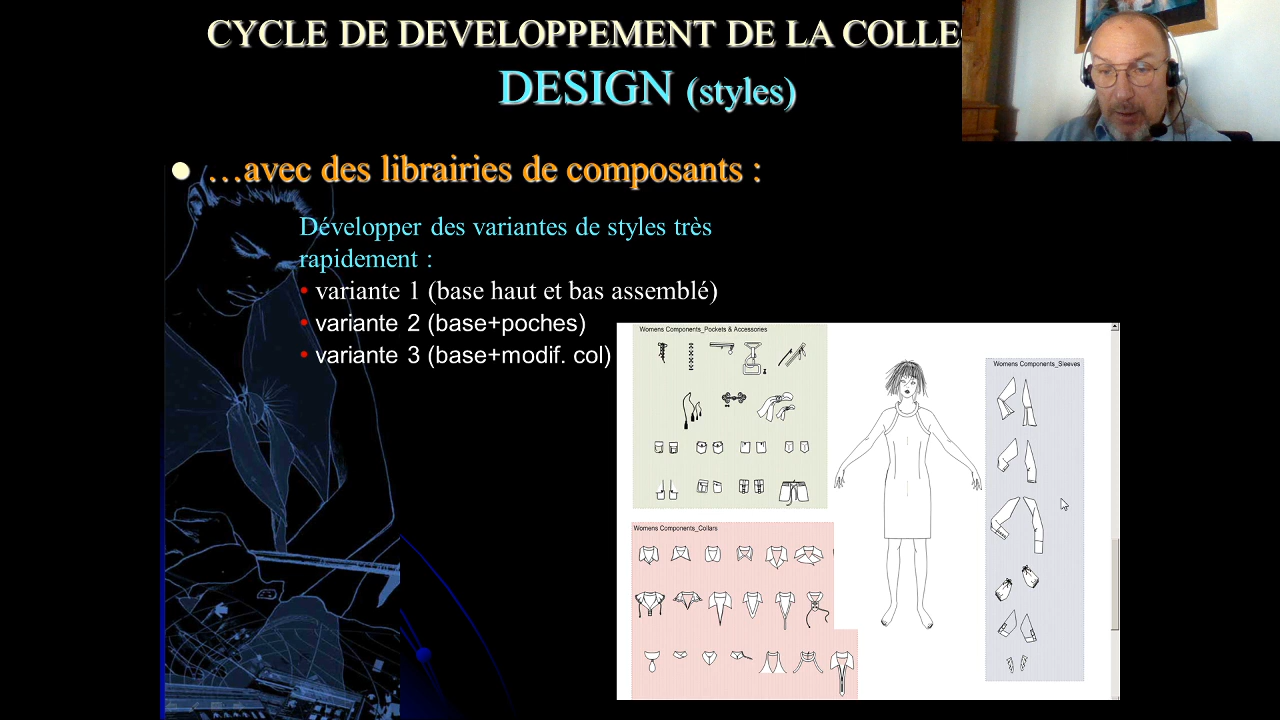 CYCLE DE DEVELOPPEMENT DE LA
DESIGN (styles)
…avec des librairies de composants :
Développer des variantes de styles très
rapidement :
• variante 1 (base haut et bas assemblé)
• variante 2 (base+poches)
• variante 3 (base+modif. col)
Womens Components_Pockets & Accessories
Womens Components_Sleeves
Womens Components_Collars